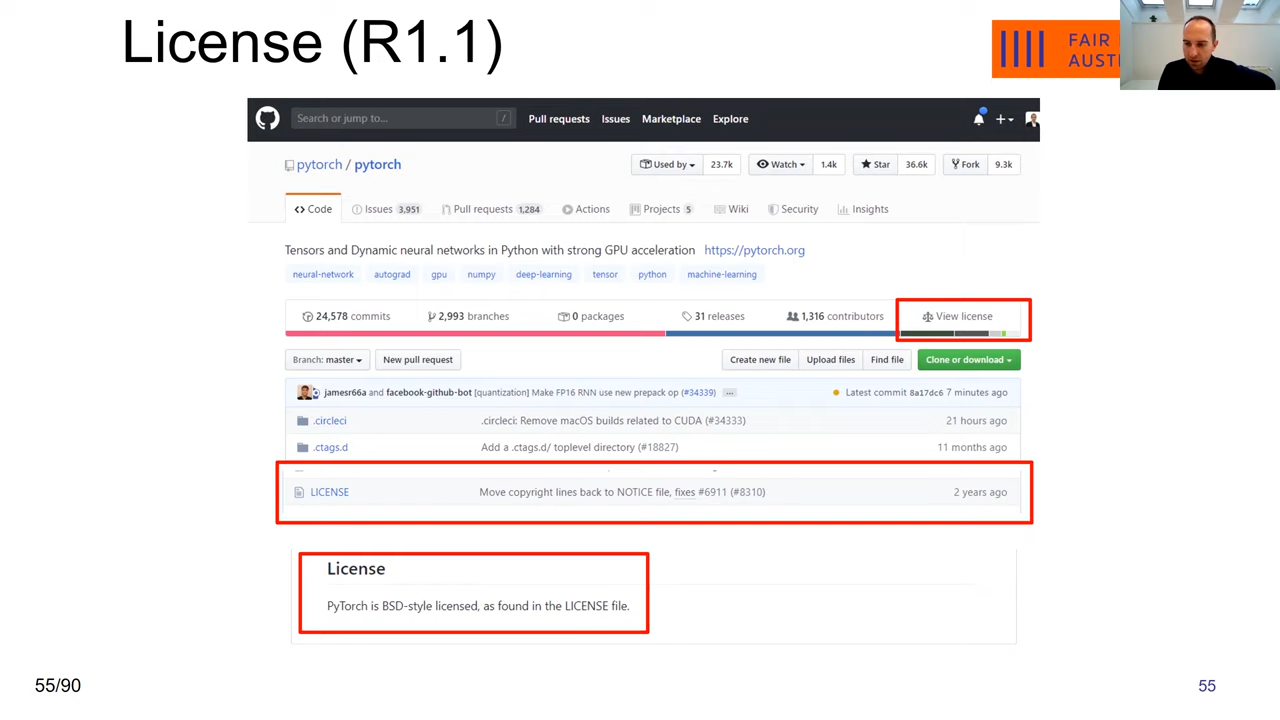 License (R1.1)
FAIR
AUST
Search or jump to... /
Pull requests Issues Marketplace Explore
pytorch / pytorch
Used by 23.7k Watch 1.4k Star 36.6k Fork 9.3k
Code Issues 3,951 Pull requests 1,284 Actions Projects 5 Wiki Security Insights
Tensors and Dynamic neural networks in Python with strong GPU acceleration https://pytorch.org
neural-network autograd gpu numpy deep-learning tensor python machine-learning
24,578 commits 2,993 branches 0 packages 31 releases 1,316 contributors View license
Branch: master New pull request Create new file Upload files Find file Clone or download
jamesr66a and facebook-github-bot [quantization] Make FP16 RNN use new prepack op (#34339) ... Latest commit 8a17dc6 7 minutes ago
.circleci .circleci: Remove macOS builds related to CUDA (#34333) 21 hours ago
.ctags.d Add a .ctags.d/ toplevel directory (#18827) 11 months ago
LICENSE Move copyright lines back to NOTICE file, fixes #6911 (#8310) 2 years ago
License
PyTorch is BSD-style licensed, as found in the LICENSE file.
55/90
55